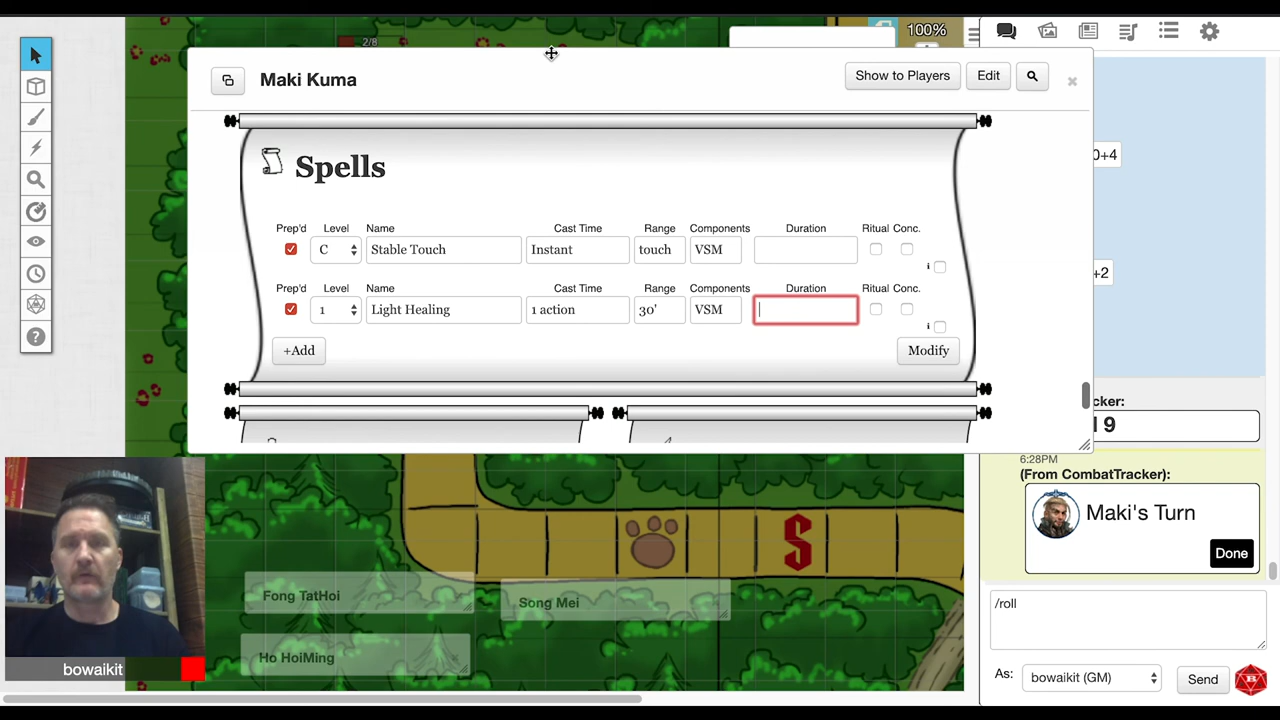 2/8
100%
Maki Kuma
Show to Players
Edit
Spells
Prep'd Level Name Cast Time Range Components Duration Ritual Conc.
C Stable Touch Instant touch VSM
i
Prep'd Level Name Cast Time Range Components Duration Ritual Conc.
1 Light Healing 1 action 30' VSM
i
+Add
Modify
0+4
+2
cker:
19
6:28PM
(From CombatTracker):
Maki's Turn
Done
S
Fong TatHoi
Song Mei
Ho HoiMing
bowaikit
/roll
As:
bowaikit (GM)
Send